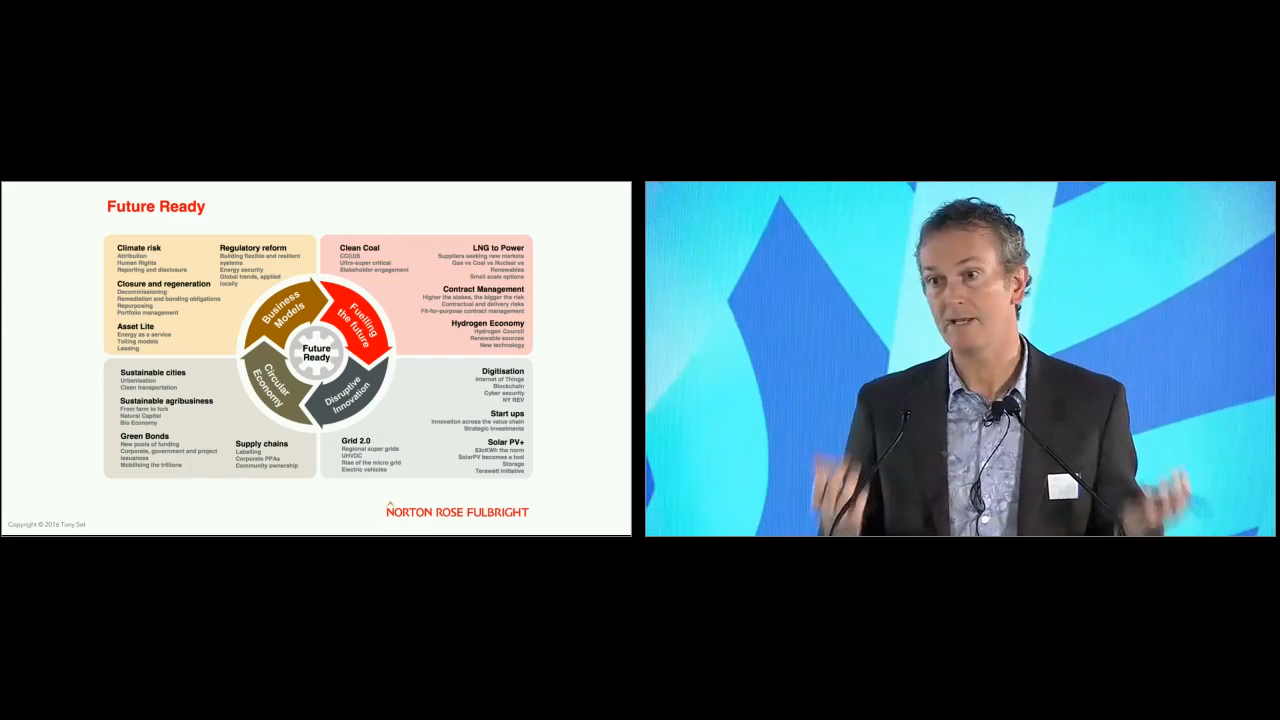 Future Ready
Climate risk
Attribution
Human Rights
Reporting and disclosure
Closure and regeneration
Decommissioning
Remediation and bonding obligations
Repurposing
Portfolio management
Asset Lite
Energy as a service
Tolling models
Leasing
Regulatory reform
Building flexible and resilient
systems
Energy security
Global trends, applied
locally
Clean Coal
CC(U)S
Ultra-super critical
Stakeholder engagement
LNG to Power
Suppliers seeking new markets
Gas vs Coal vs Nuclear vs
Renewables
Small scale options
Contract Management
Higher the stakes, the bigger the risk
Contractual and delivery risks
Fit-for-purpose contract management
Hydrogen Economy
Hydrogen Council
Renewable sources
New technology
Business
Models
Fuelling
the future
Future
Ready
Circular
Economy
Disruptive
Innovation
Sustainable cities
Urbanisation
Clean transportation
Sustainable agribusiness
From farm to fork
Natural Capital
Bio Economy
Green Bonds
New pools of funding
Corporate, government and project
issuances
Mobilising the trillions
Supply chains
Labelling
Corporate PPAs
Community ownership
Grid 2.0
Regional super grids
UHVDC
Rise of the micro grid
Electric vehicles
Digitisation
Internet of Things
Blockchain
Cyber security
NY REV
Start ups
Innovation across the value chain
Strategic investments
Solar PV+
$3cKWh the norm
SolarPV becomes a tool
Storage
Terawatt initiative
NORTON ROSE FULBRIGHT
Copyright © 2016 Tony Set